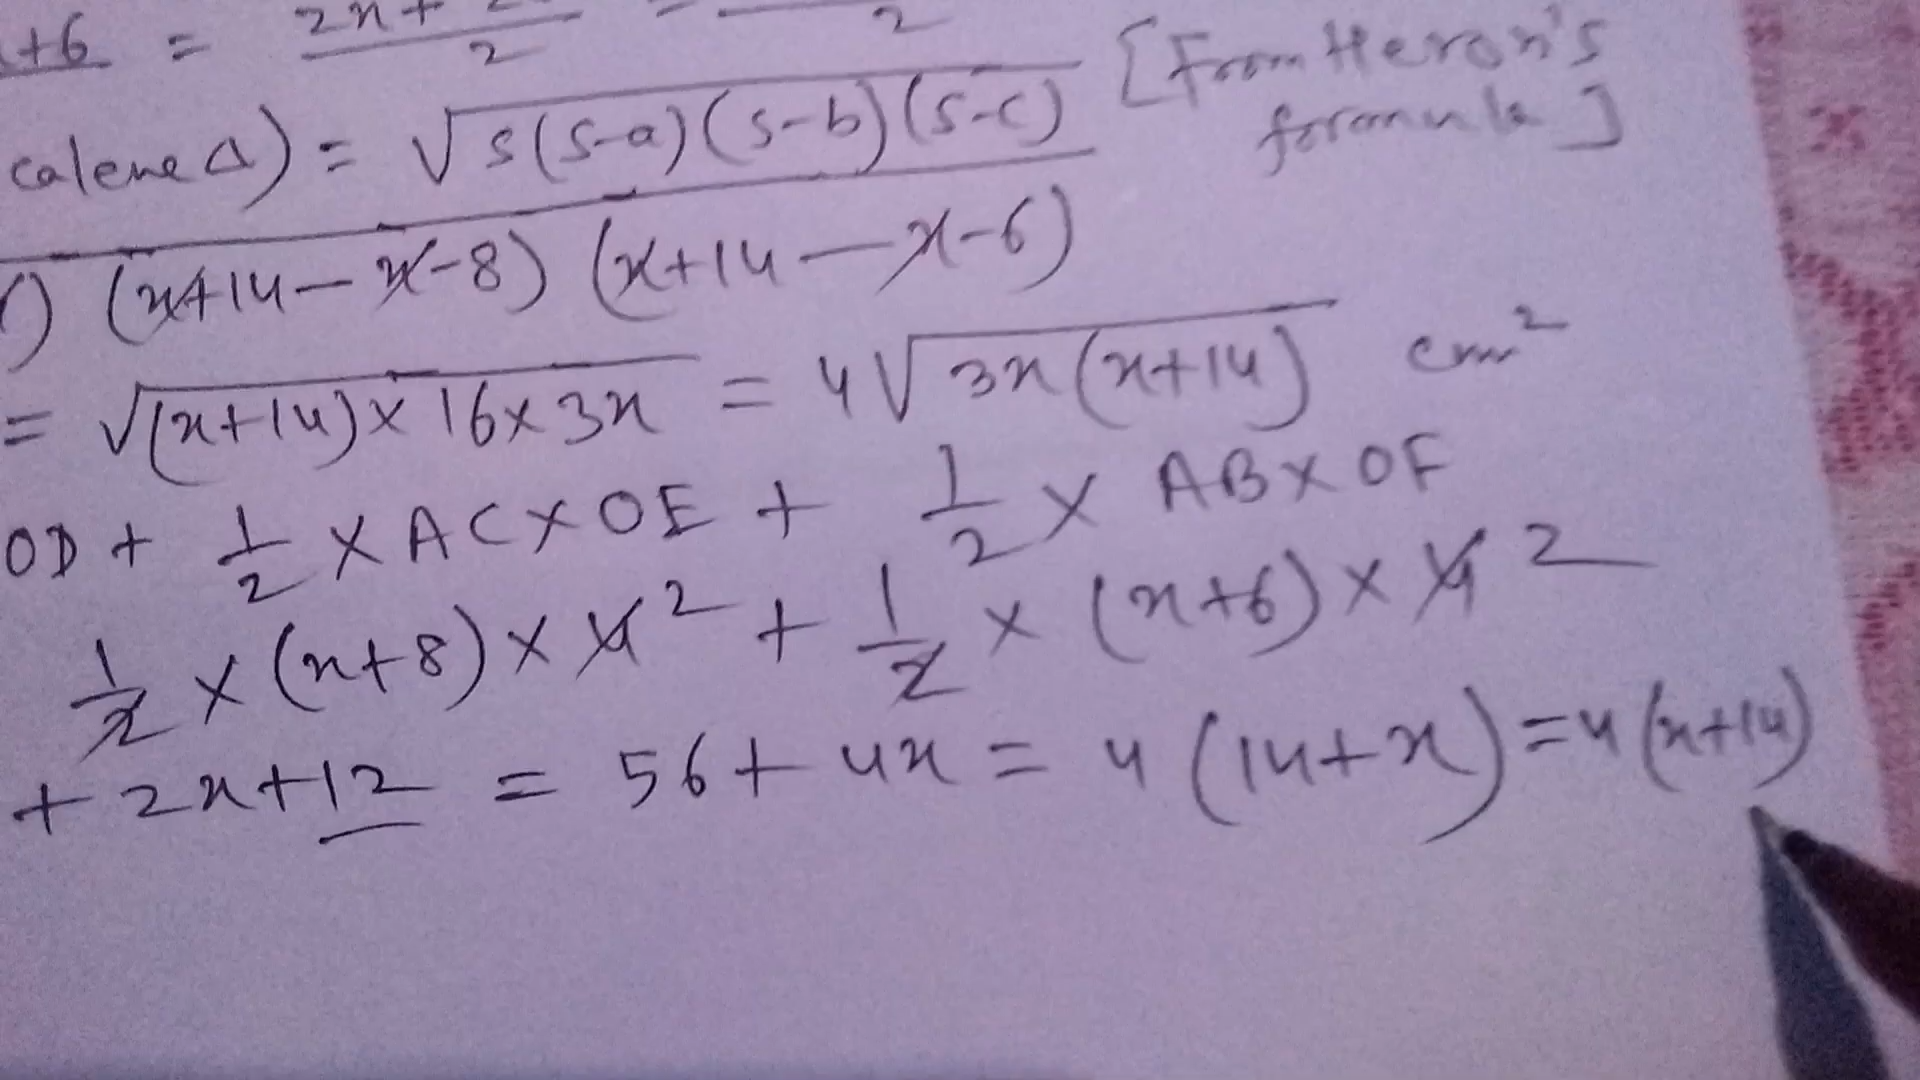 +6 = 2x+ / 2 = / 2
calene Δ) = √s(s-a)(s-b)(s-c) [From Heron's formula]
) (x+14-x-8) (x+14-x-6)
= √(x+14)×16×3x = 4√3x(x+14) cm²
OD + 1/2 × AC×OE + 1/2 × AB×OF
1/2 × (x+8) × 4 2 + 1/2 × (x+6) × 4 2
+ 2x+12 = 56+4x = 4(14+x) = 4(x+14)